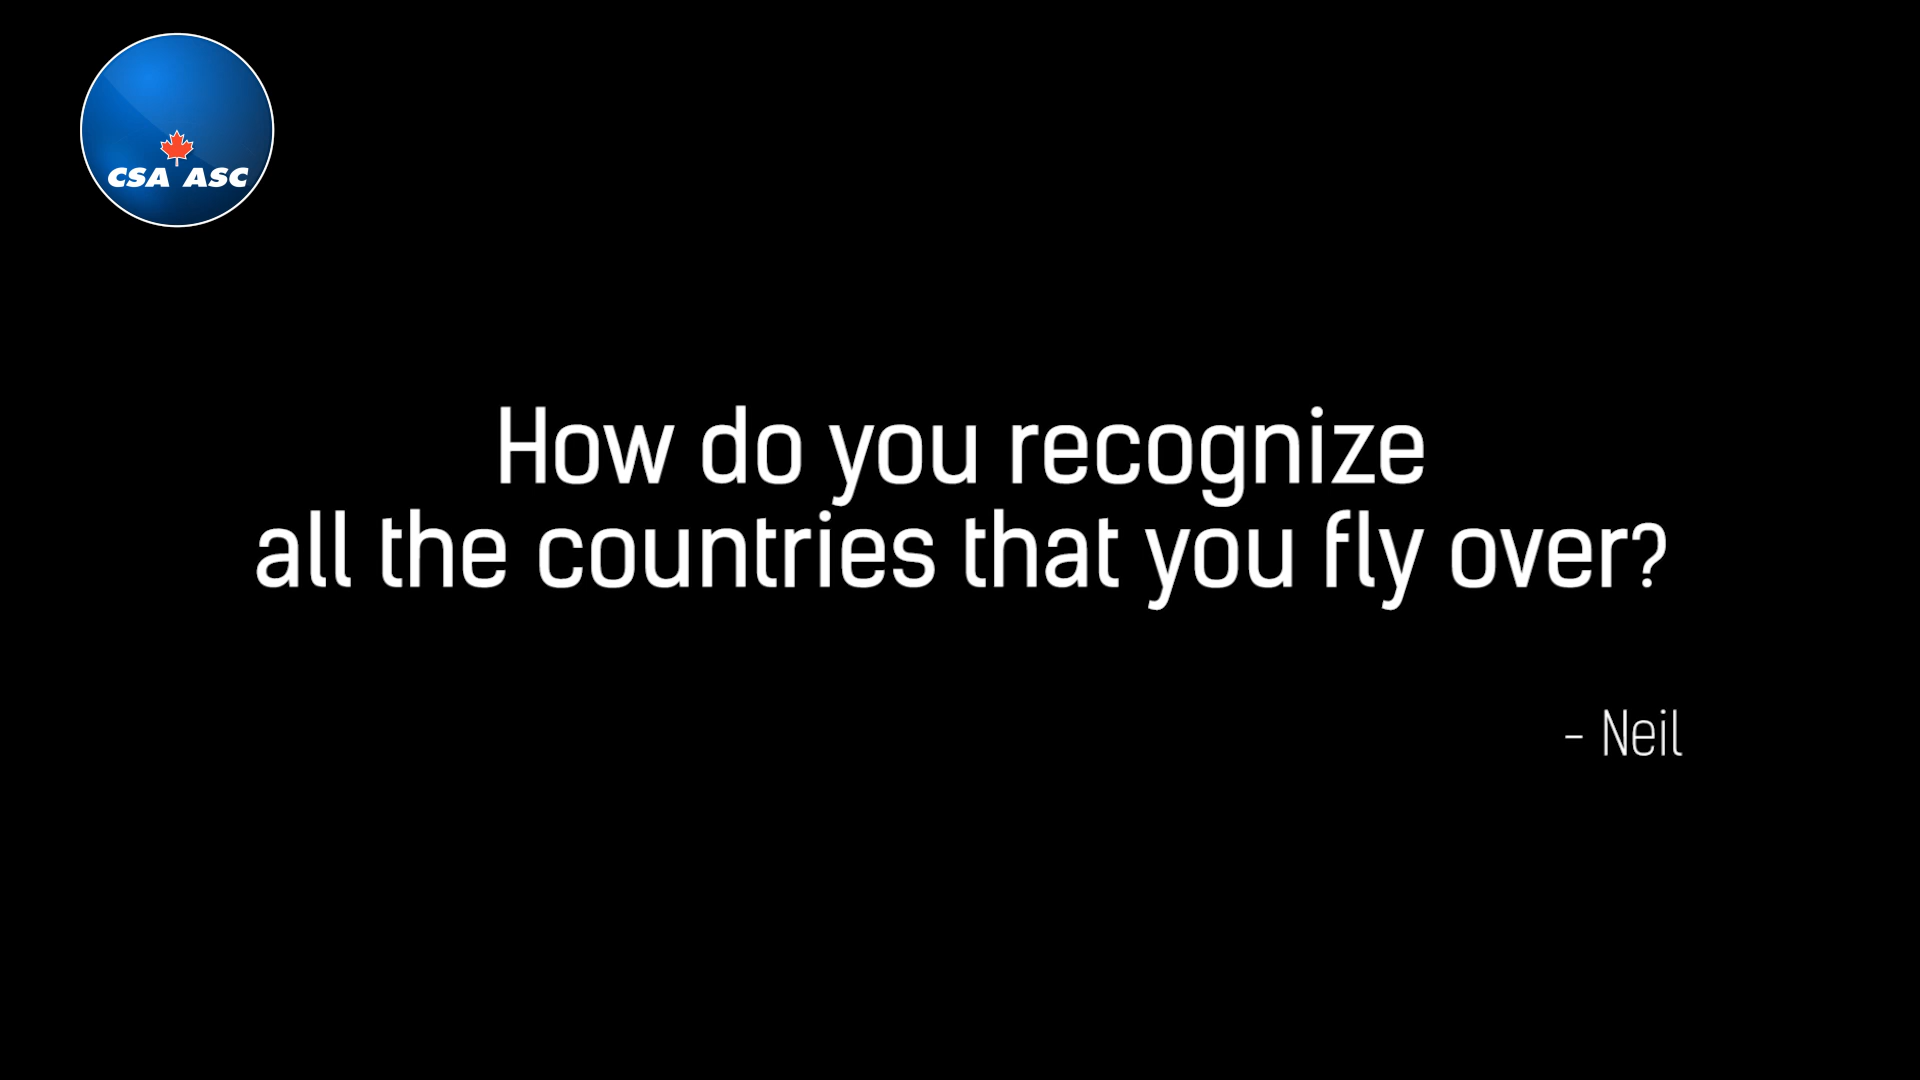 CSA ASC
How do you recognize
all the countries that you fly over?
- Neil